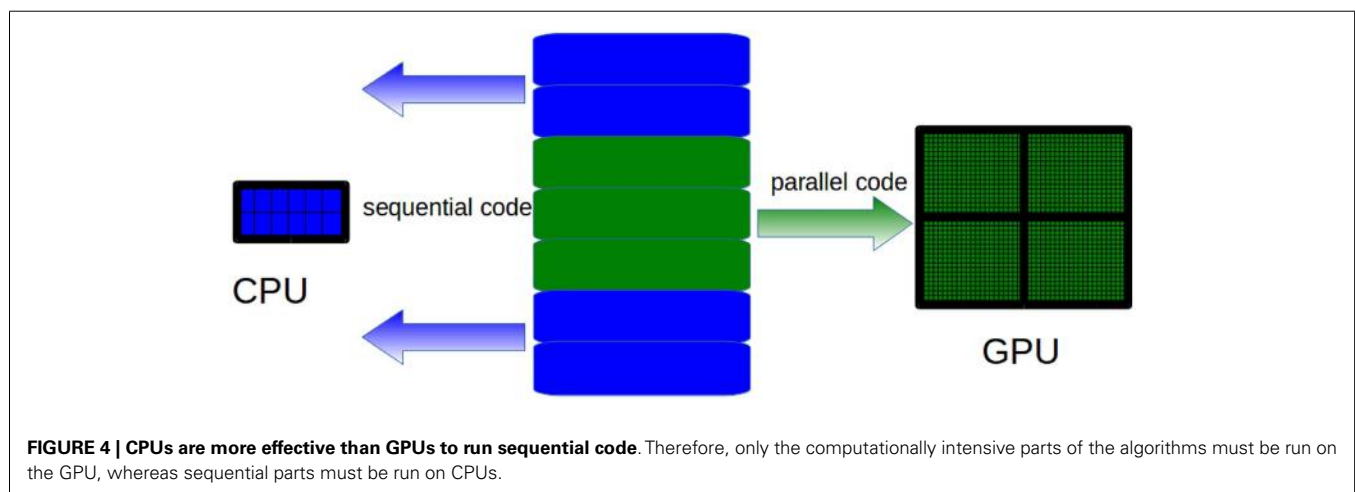 parallel code
sequential code
CPU
GPU
FIGURE 4 | CPUs are more effective than GPUs to run sequential code. Therefore, only the computationally intensive parts of the algorithms must be run on
the GPU, whereas sequential parts must be run on CPUs.